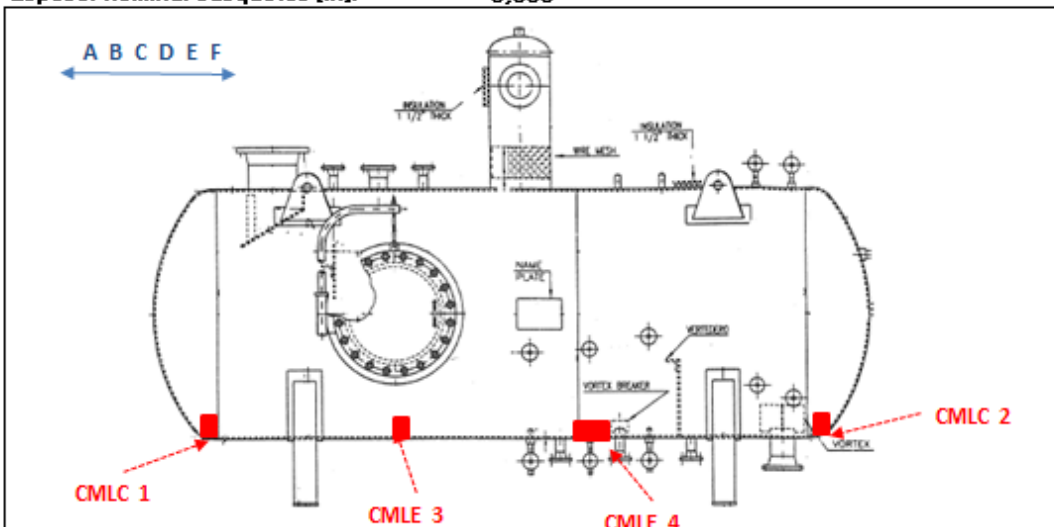 A B C D E F
INSULATION
1 1/2" THICK
INSULATION
1 1/2" THICK
WIRE MESH
NAME
PLATE
VERTEDERO
VORTEX BREAKER
CMLC 2
VORTEX
CMLC 1
CMLE 3
CMLE 4